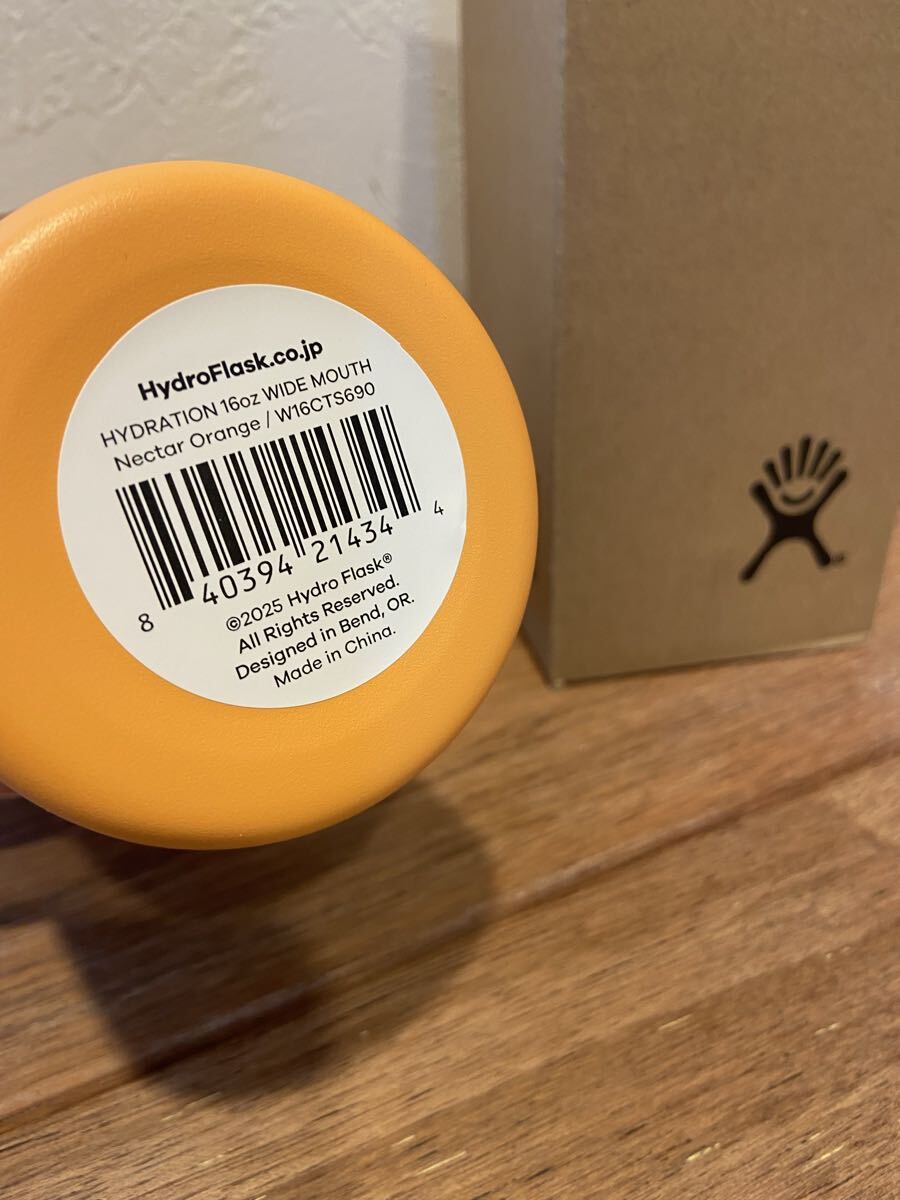 HydroFlask.co.jp
HYDRATION 16oz WIDE MOUTH
Nectar Orange / W16CTS690
8 40394 21434 4
©2025 Hydro Flask®
All Rights Reserved.
Designed in Bend, OR.
Made in China.